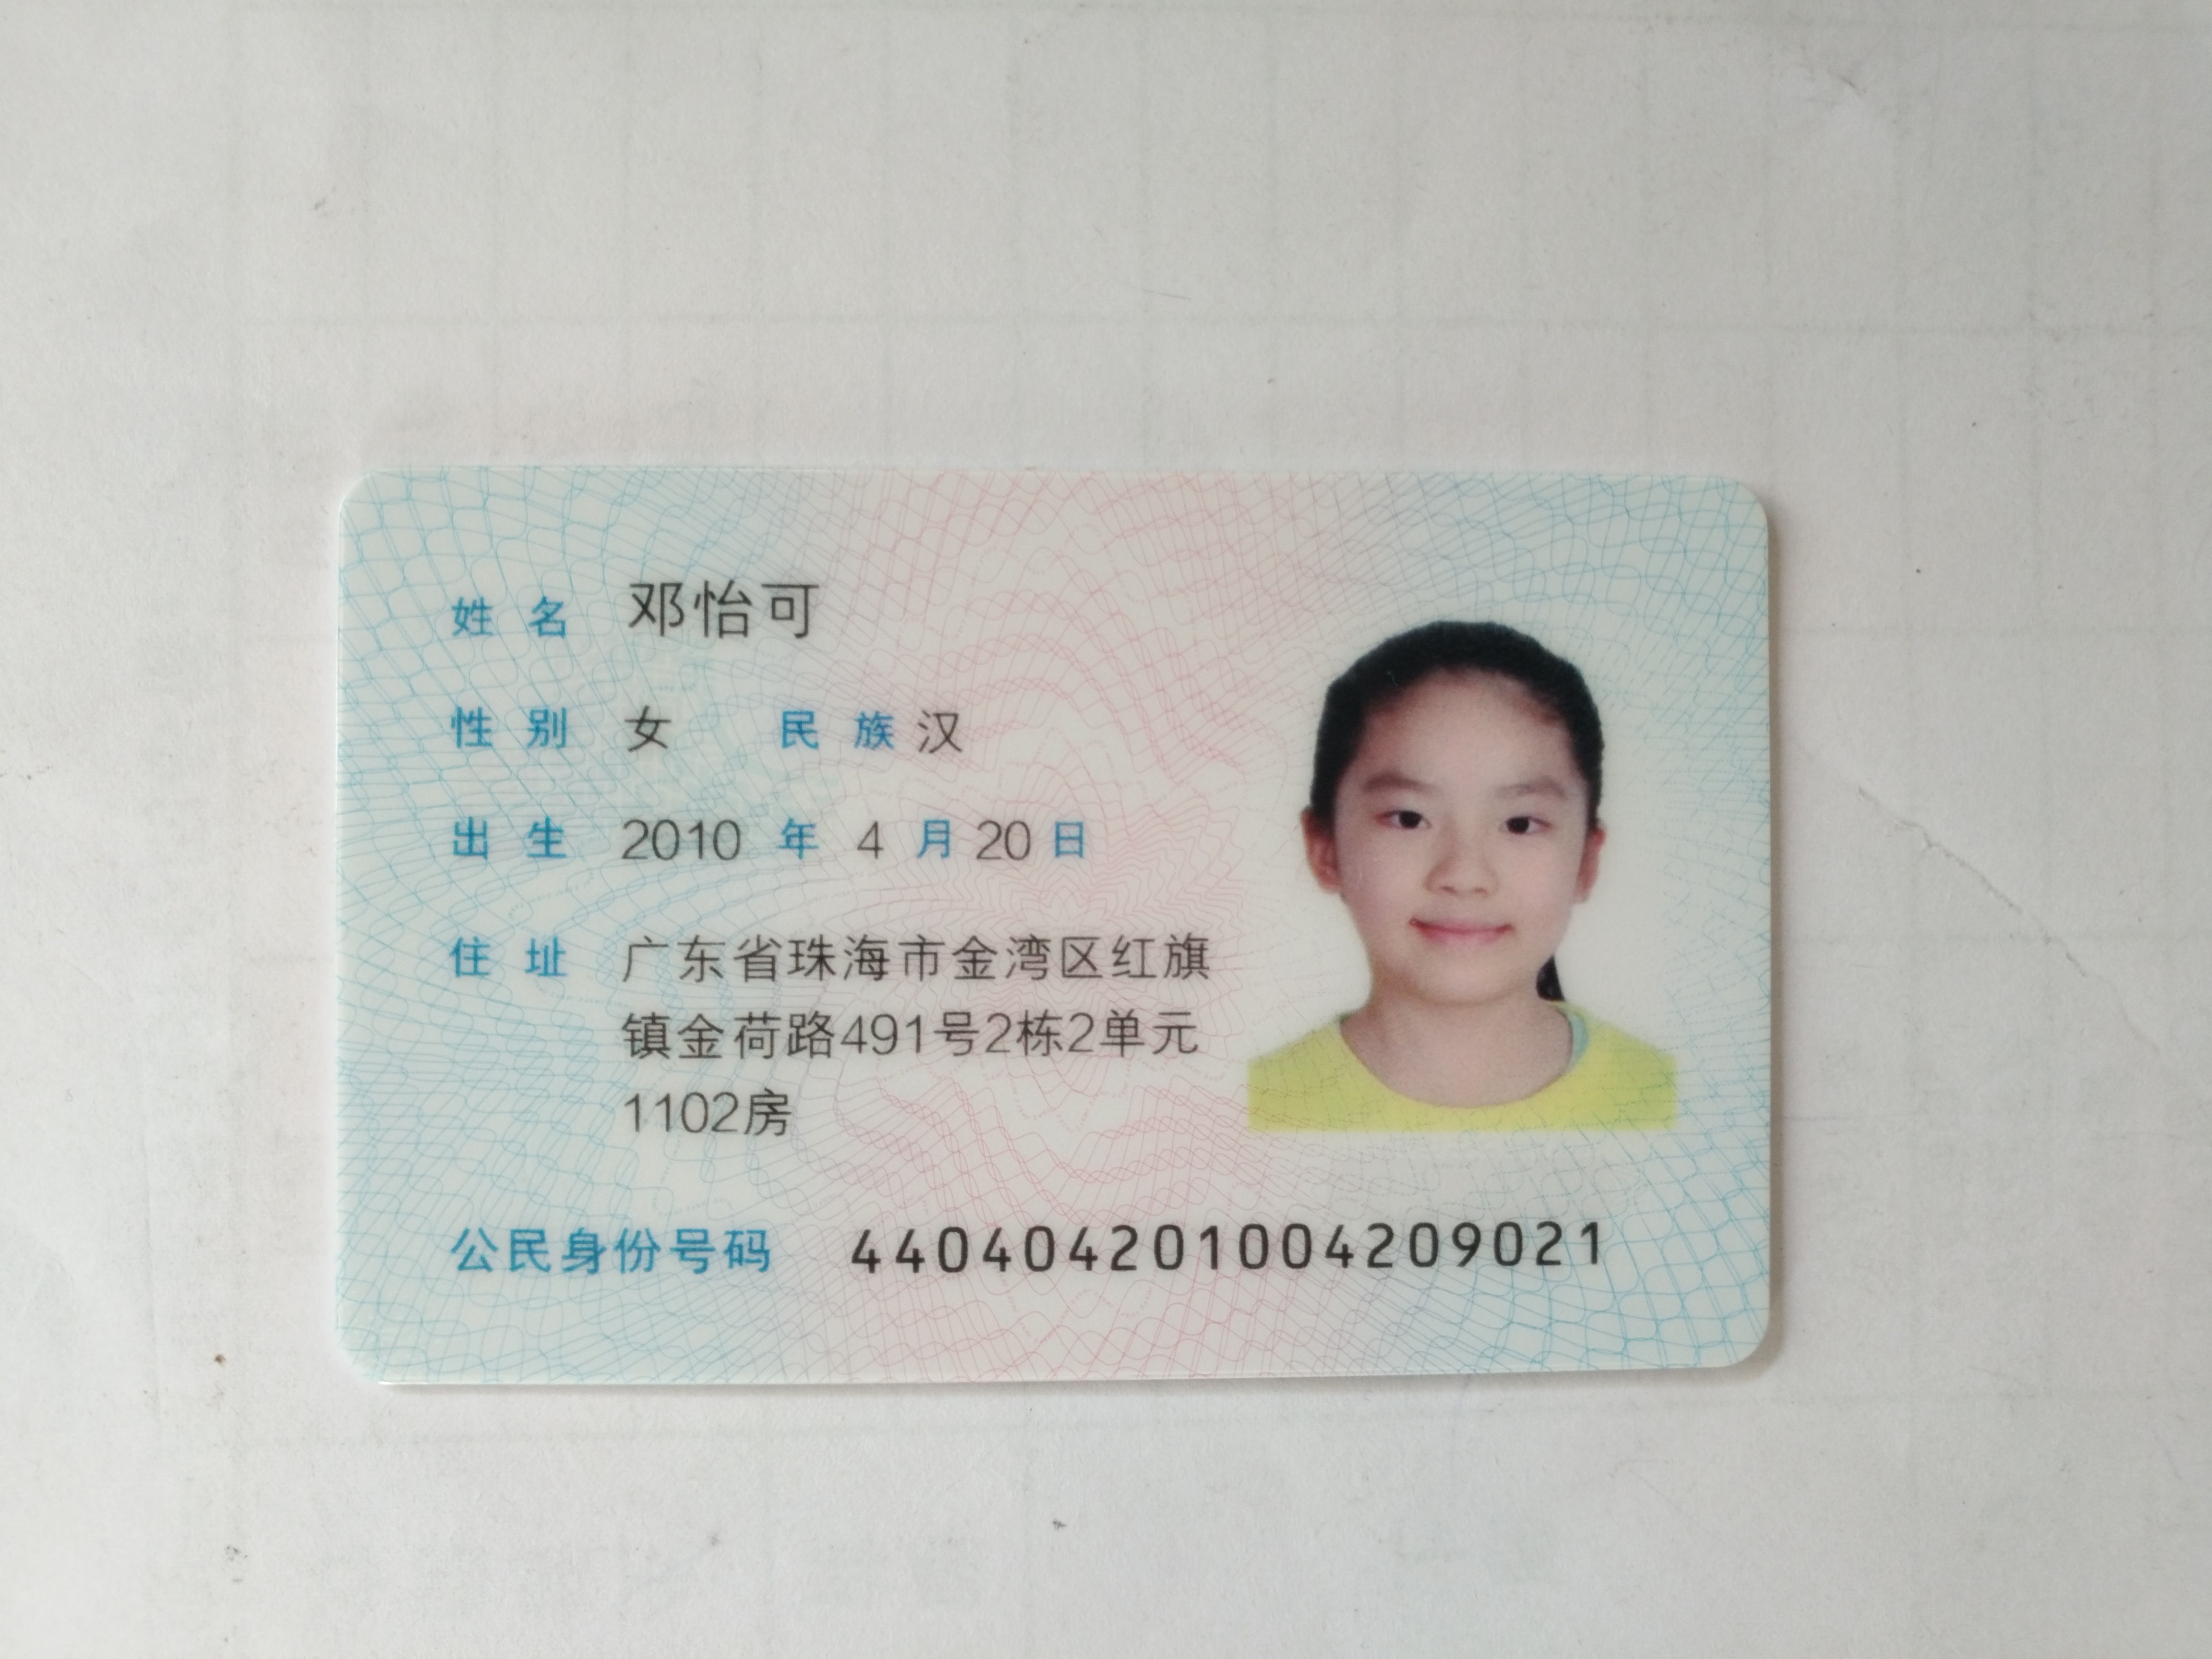 姓名 邓怡可
性别 女 民族 汉
出生 2010 年 4 月 20 日
住址 广东省珠海市金湾区红旗
镇金荷路491号2栋2单元
1102房
公民身份号码 440404201004209021